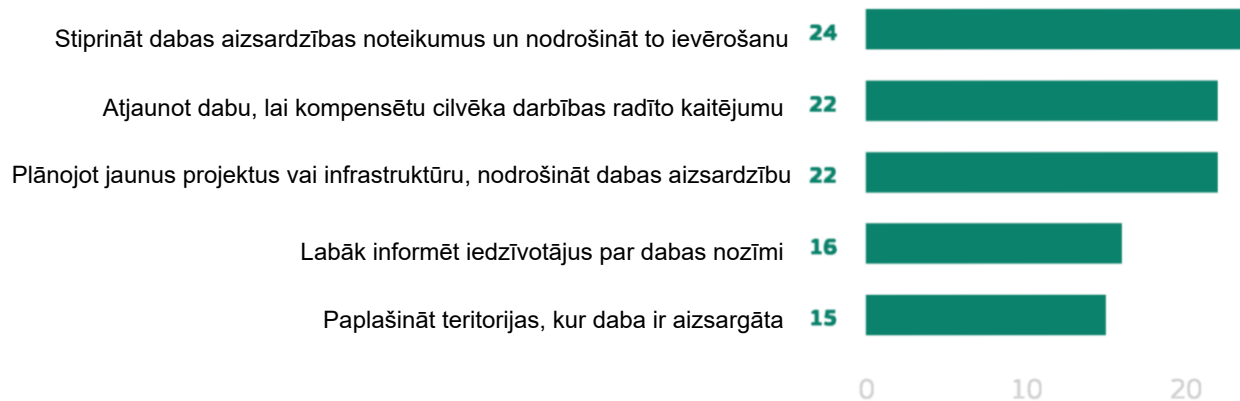 Stiprināt dabas aizsardzības noteikumus un nodrošināt to ievērošanu 24
Atjaunot dabu, lai kompensētu cilvēka darbības radīto kaitējumu 22
Plānojot jaunus projektus vai infrastruktūru, nodrošināt dabas aizsardzību 22
Labāk informēt iedzīvotājus par dabas nozīmi 16
Paplašināt teritorijas, kur daba ir aizsargāta 15
0 10 20